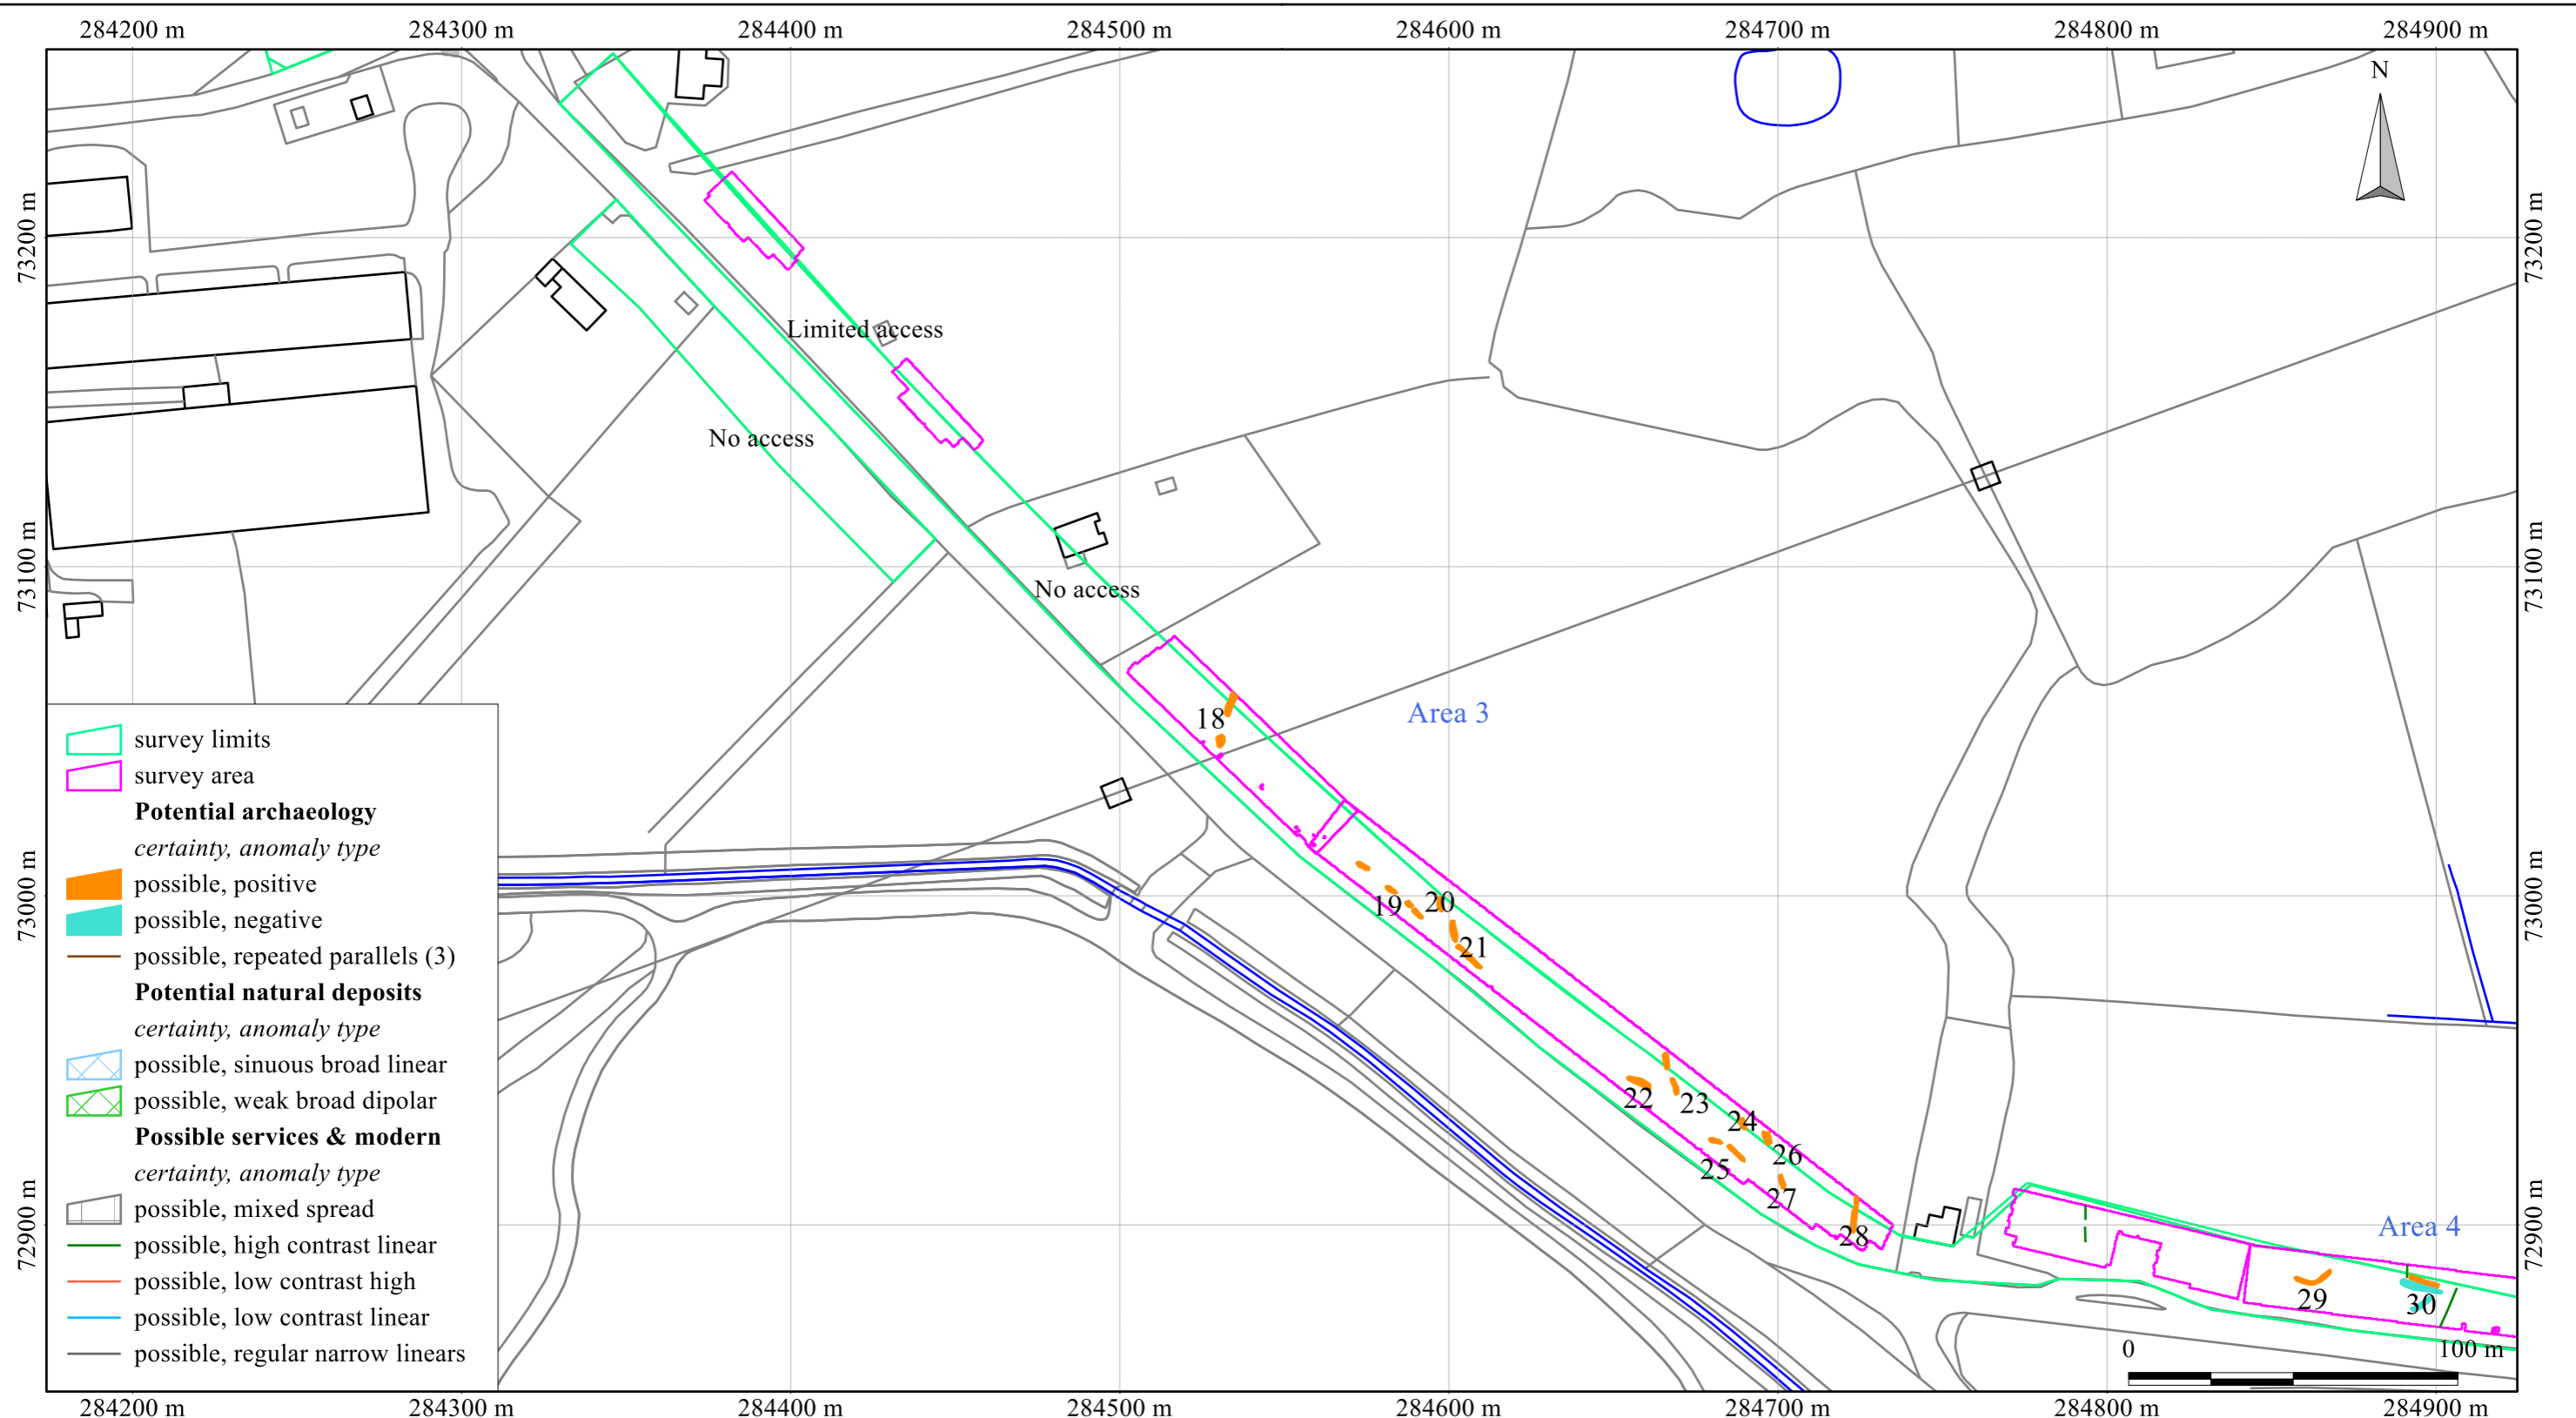 284200 m 284300 m 284400 m 284500 m 284600 m 284700 m 284800 m 284900 m
N
73200 m 73200 m
Limited access
No access
73100 m 73100 m
No access
Area 3
18
survey limits
survey area
Potential archaeology
certainty, anomaly type
possible, positive
possible, negative
possible, repeated parallels (3)
Potential natural deposits
certainty, anomaly type
possible, sinuous broad linear
possible, weak broad dipolar
Possible services & modern
certainty, anomaly type
possible, mixed spread
possible, high contrast linear
possible, low contrast high
possible, low contrast linear
possible, regular narrow linears
73000 m 73000 m
19 20
21
22 23
24
25 26
27
28
72900 m 72900 m
Area 4
29 30
0 100 m
284200 m 284300 m 284400 m 284500 m 284600 m 284700 m 284800 m 284900 m